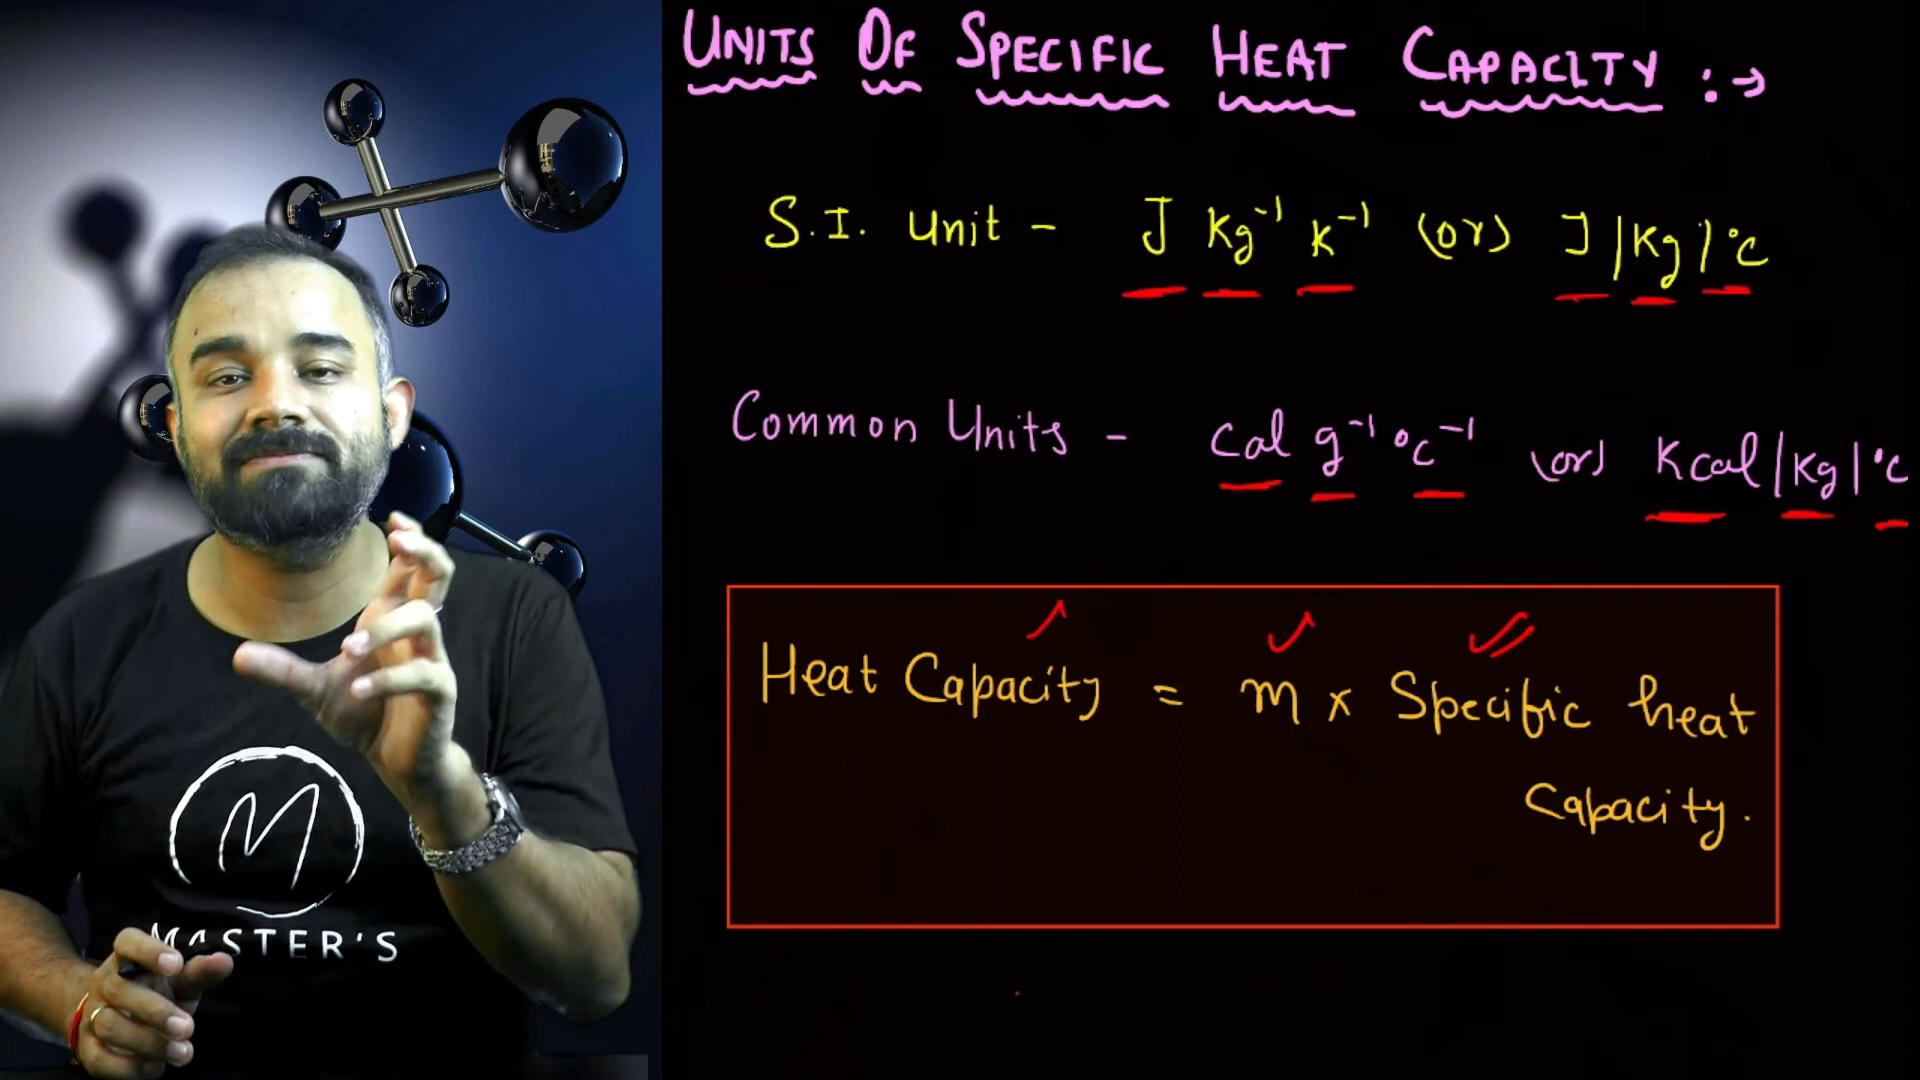 UNITS OF SPECIFIC HEAT CAPACITY :→
S.I. Unit - J Kg⁻¹ K⁻¹ (or) J/Kg/°C
Common Units - Cal g⁻¹ °C⁻¹ (or) Kcal/Kg/°C
Heat Capacity = m x Specific heat
Capacity.
M
MASTER'S